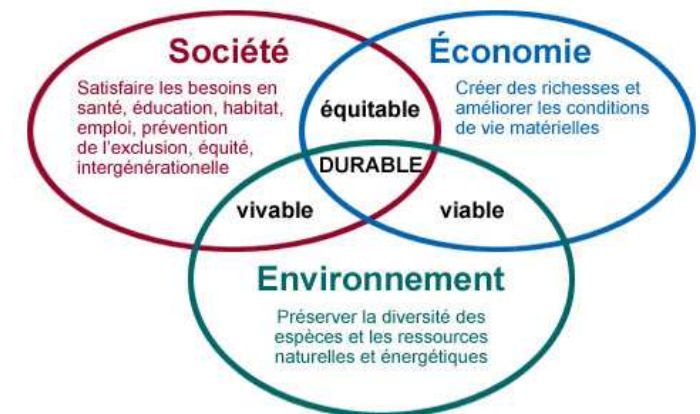 Société
Satisfaire les besoins en
santé, éducation, habitat,
emploi, prévention
de l'exclusion, équité,
intergénérationelle
Économie
Créer des richesses et
améliorer les conditions
de vie matérielles
équitable
DURABLE
vivable
viable
Environnement
Préserver la diversité des
espèces et les ressources
naturelles et énergétiques